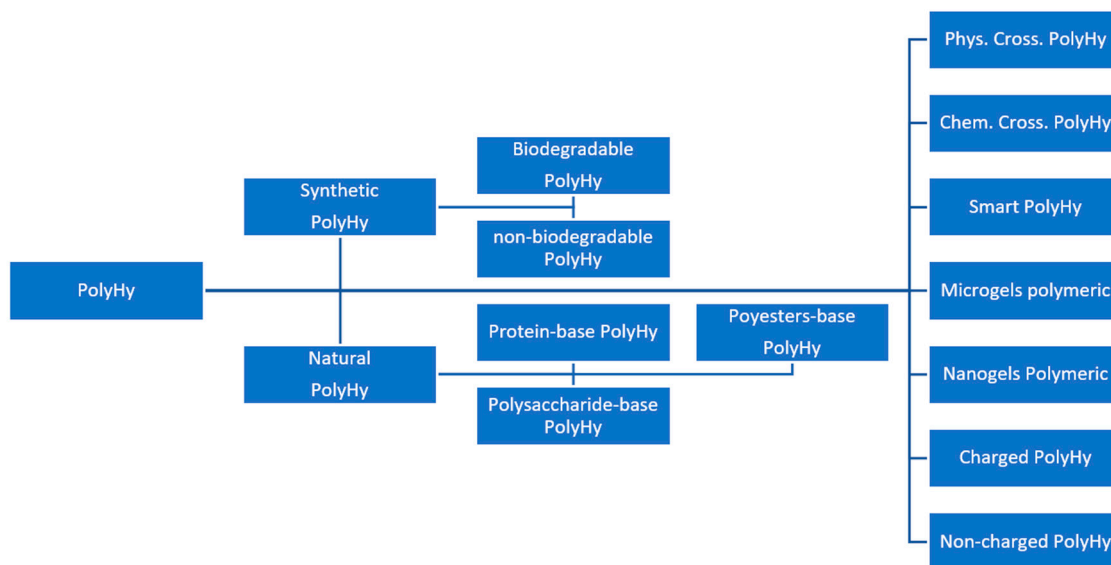 PolyHy
Synthetic
PolyHy
Biodegradable
PolyHy
non-biodegradable
PolyHy
Natural
PolyHy
Protein-base PolyHy
Polysaccharide-base
PolyHy
Poyesters-base
PolyHy
Phys. Cross. PolyHy
Chem. Cross. PolyHy
Smart PolyHy
Microgels polymeric
Nanogels Polymeric
Charged PolyHy
Non-charged PolyHy